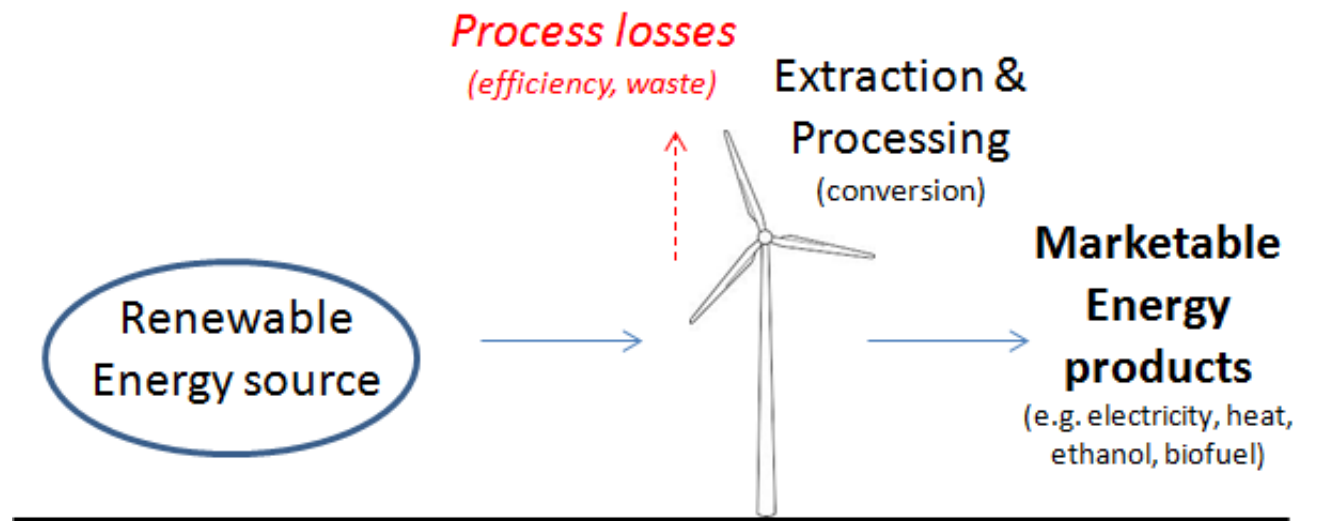 Process losses
(efficiency, waste)
Extraction &
Processing
(conversion)
Renewable
Energy source
Marketable
Energy
products
(e.g. electricity, heat,
ethanol, biofuel)